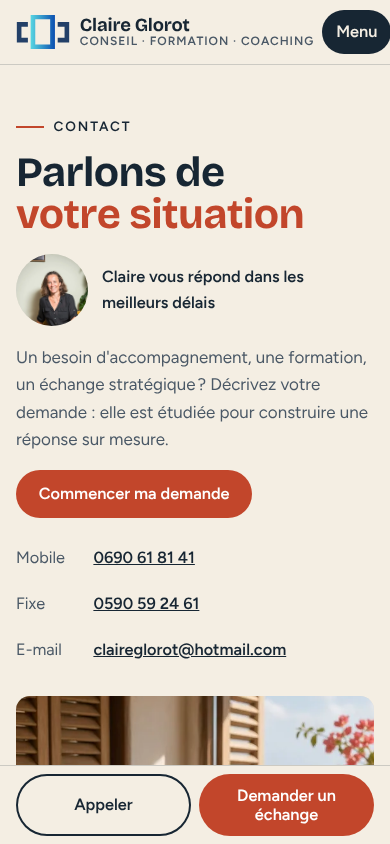 Claire Glorot
CONSEIL · FORMATION · COACHING
Menu
CONTACT
Parlons de
votre situation
Claire vous répond dans les
meilleurs délais
Un besoin d'accompagnement, une formation,
un échange stratégique ? Décrivez votre
demande : elle est étudiée pour construire une
réponse sur mesure.
Commencer ma demande
Mobile 0690 61 81 41
Fixe 0590 59 24 61
E-mail claireglorot@hotmail.com
Appeler
Demander un
échange